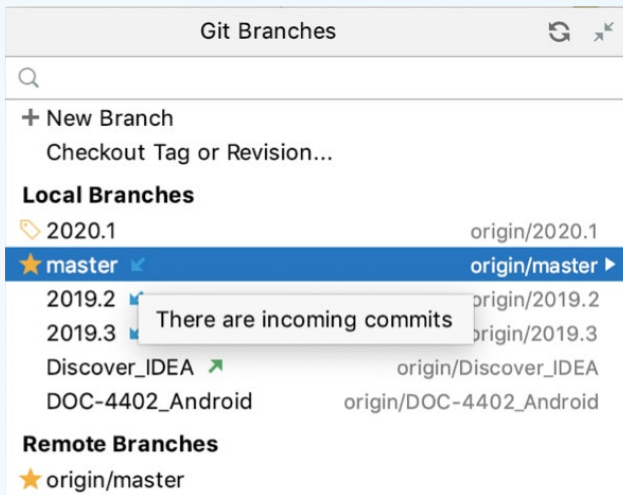 Git Branches
New Branch
Checkout Tag or Revision...
Local Branches
2020.1 origin/2020.1
master origin/master
2019.2 origin/2019.2
There are incoming commits
2019.3 origin/2019.3
Discover_IDEA origin/Discover_IDEA
DOC-4402_Android origin/DOC-4402_Android
Remote Branches
origin/master